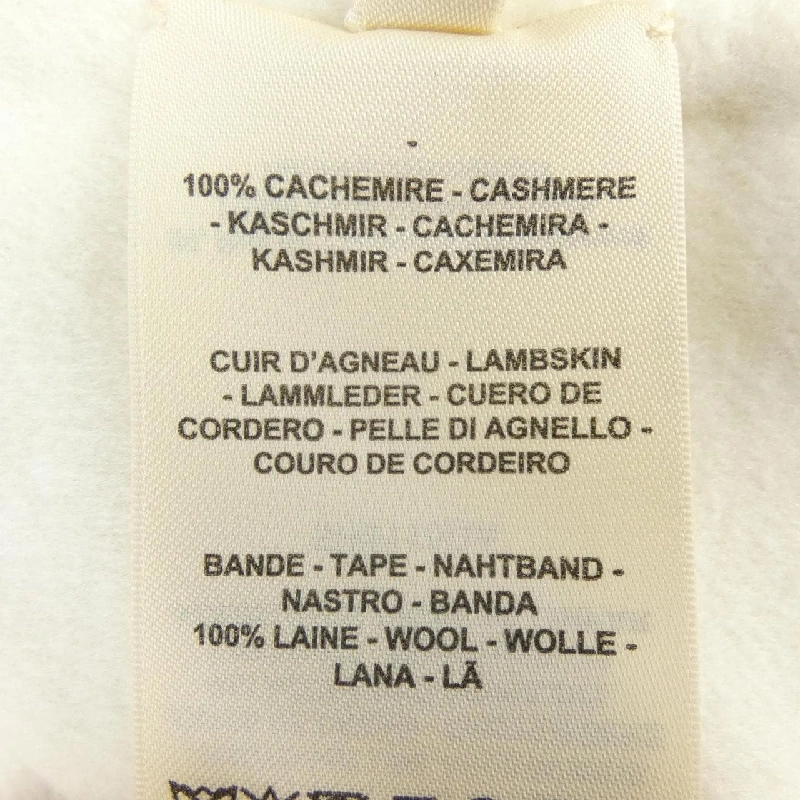 -
100% CACHEMIRE - CASHMERE
- KASCHMIR - CACHEMIRA -
KASHMIR - CAXEMIRA
CUIR D'AGNEAU - LAMBSKIN
- LAMMLEDER - CUERO DE
CORDERO - PELLE DI AGNELLO -
COURO DE CORDEIRO
BANDE - TAPE - NAHTBAND -
NASTRO - BANDA
100% LAINE - WOOL - WOLLE -
LANA - LÃ